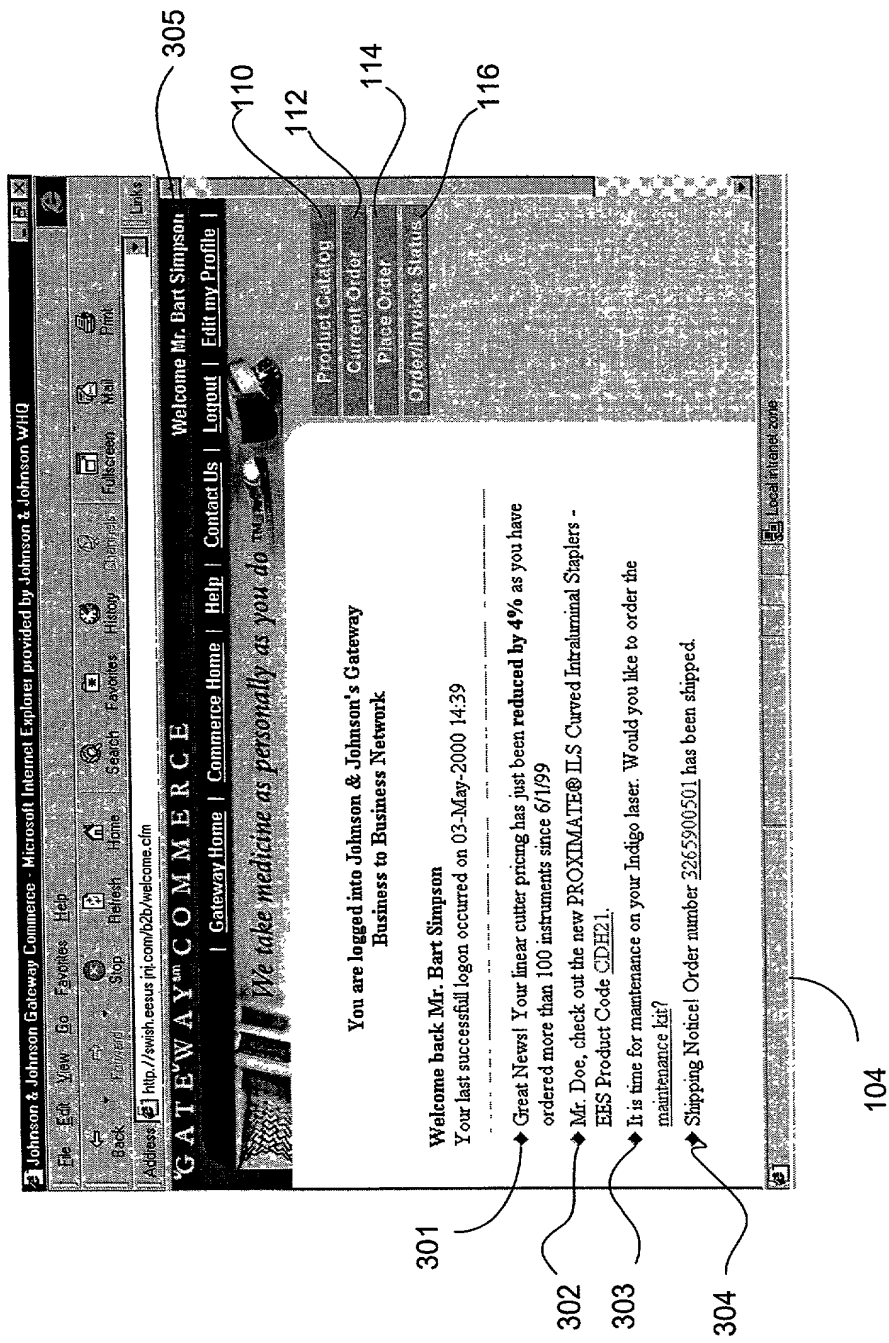 Johnson & Johnson Gateway Commerce - Microsoft Internet Explorer provided by Johnson & Johnson WHQ
File Edit View Go Favorites Help
Back Forward Stop Refresh Home Search Favorites History Channels Fullscreen Mail Print
Address http://swish.eesus.jnj.com/b2b/welcome.cfm Links
GATEWAY℠ COMMERCE
Welcome Mr. Bart Simpson
| Gateway Home | Commerce Home | Help | Contact Us | Logout | Edit my Profile |
We take medicine as personally as you do ™
Product Catalog
Current Order
Place Order
Order/Invoice Status
You are logged into Johnson & Johnson's Gateway
Business to Business Network
Welcome back Mr. Bart Simpson
Your last successfull logon occurred on 03-May-2000 14:39
Great News! Your linear cutter pricing has just been reduced by 4% as you have
ordered more than 100 instruments since 6/1/99
Mr. Doe, check out the new PROXIMATE® ILS Curved Intraluminal Staplers -
EES Product Code CDH21.
It is time for maintenance on your Indigo laser. Would you like to order the
maintenance kit?
Shipping Notice! Order number 3265900501 has been shipped.
Local intranet zone
305
110
112
114
116
301
302
303
304
104